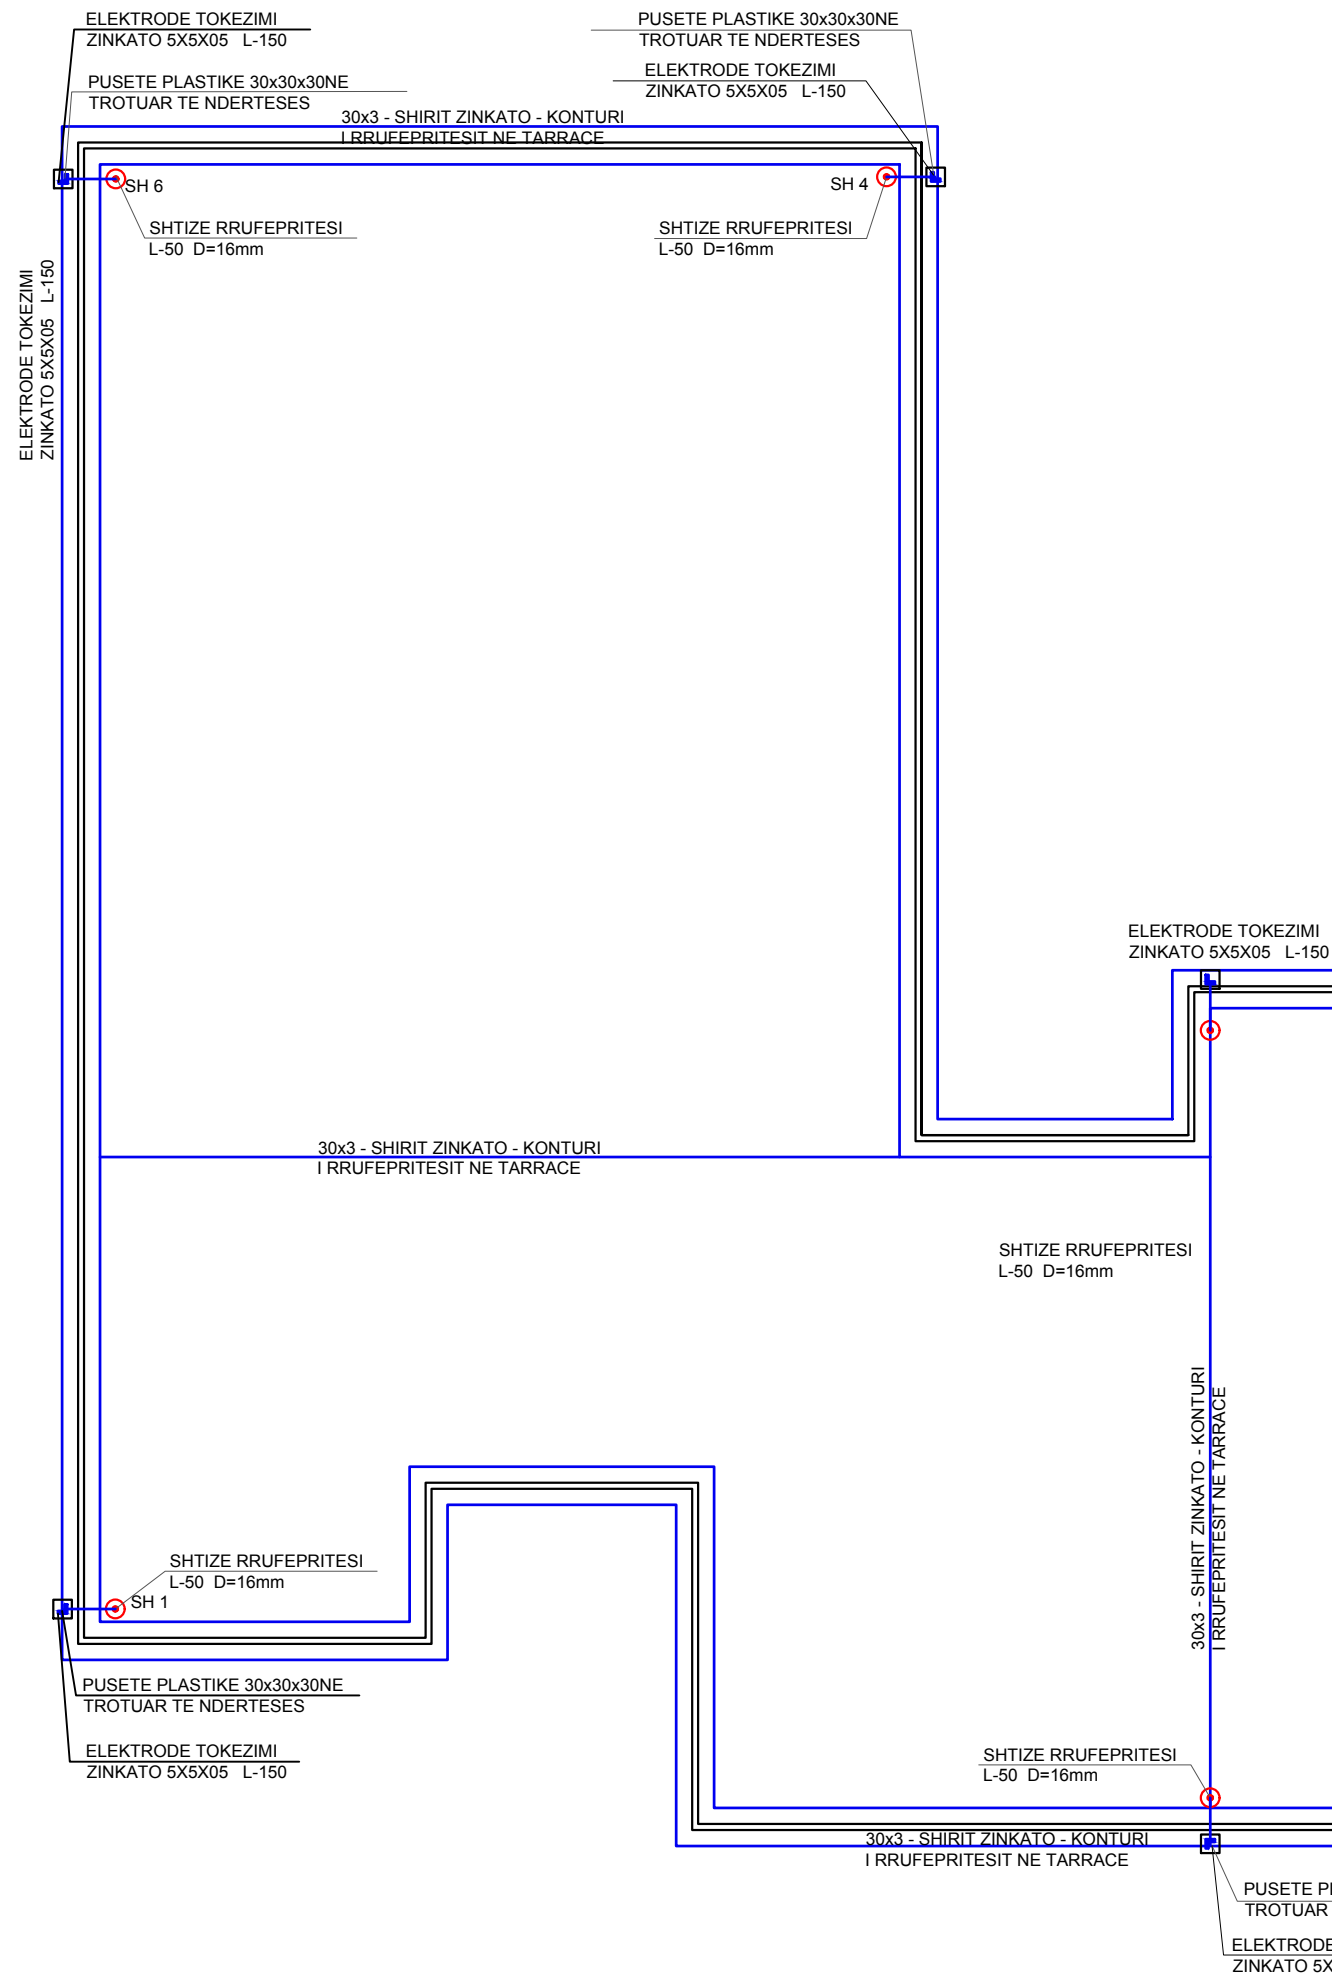 ELEKTRODE TOKEZIMI
ZINKATO 5X5X05 L-150
PUSETE PLASTIKE 30x30x30NE
TROTUAR TE NDERTESES
PUSETE PLASTIKE 30x30x30NE
TROTUAR TE NDERTESES
ELEKTRODE TOKEZIMI
ZINKATO 5X5X05 L-150
30x3 - SHIRIT ZINKATO - KONTURI
I RRUFEPRITESIT NE TARRACE
SH 6
SH 4
SHTIZE RRUFEPRITESI
L-50 D=16mm
SHTIZE RRUFEPRITESI
L-50 D=16mm
ELEKTRODE TOKEZIMI
ZINKATO 5X5X05 L-150
ELEKTRODE TOKEZIMI
ZINKATO 5X5X05 L-150
30x3 - SHIRIT ZINKATO - KONTURI
I RRUFEPRITESIT NE TARRACE
SHTIZE RRUFEPRITESI
L-50 D=16mm
30x3 - SHIRIT ZINKATO - KONTURI
I RRUFEPRITESIT NE TARRACE
SHTIZE RRUFEPRITESI
L-50 D=16mm
SH 1
PUSETE PLASTIKE 30x30x30NE
TROTUAR TE NDERTESES
ELEKTRODE TOKEZIMI
ZINKATO 5X5X05 L-150
SHTIZE RRUFEPRITESI
L-50 D=16mm
30x3 - SHIRIT ZINKATO - KONTURI
I RRUFEPRITESIT NE TARRACE
PUSETE
TROTUAR
ELEKTRODE
ZINKATO